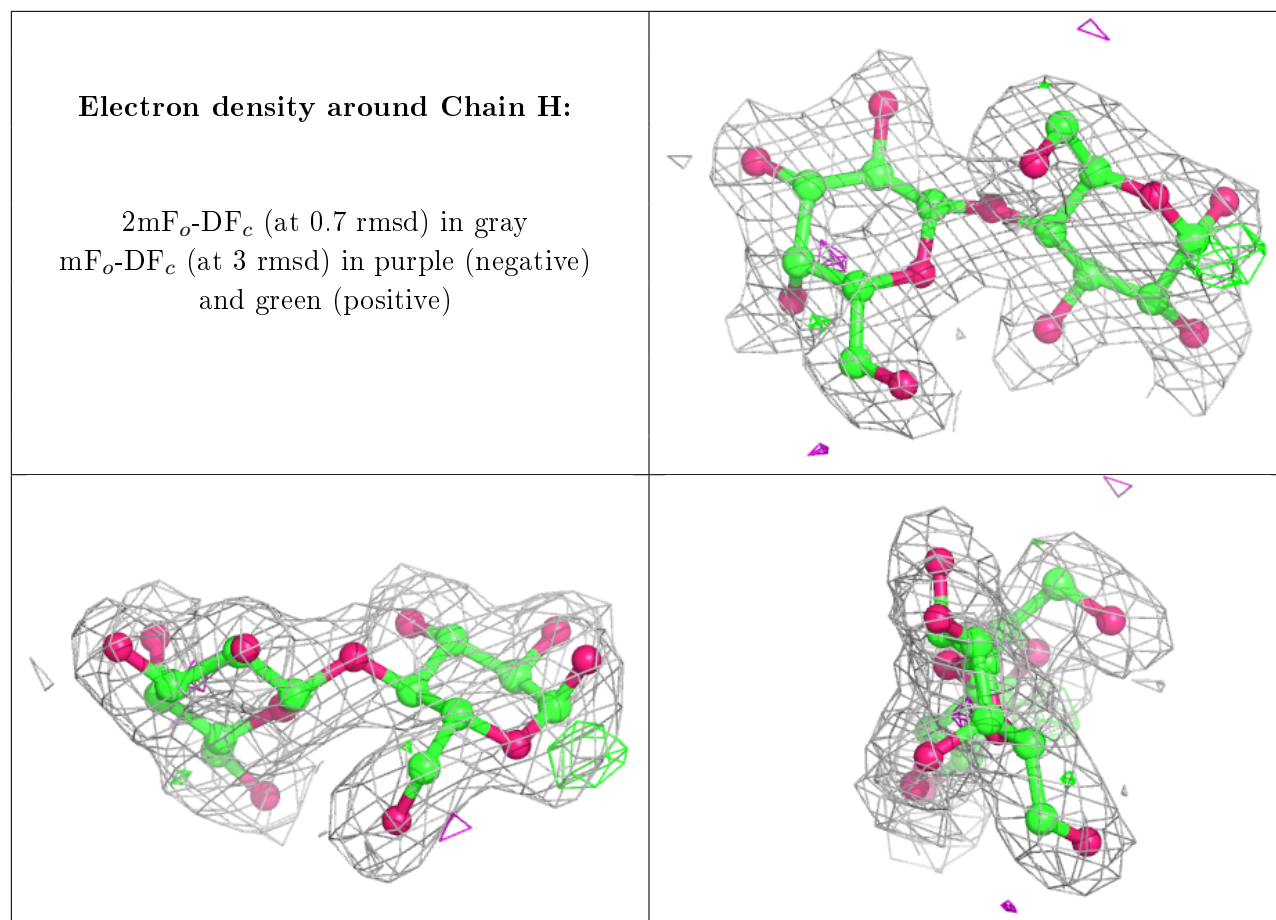 Electron density around Chain H:
2mFₒ-DF𝒸 (at 0.7 rmsd) in gray
mFₒ-DF𝒸 (at 3 rmsd) in purple (negative)
and green (positive)